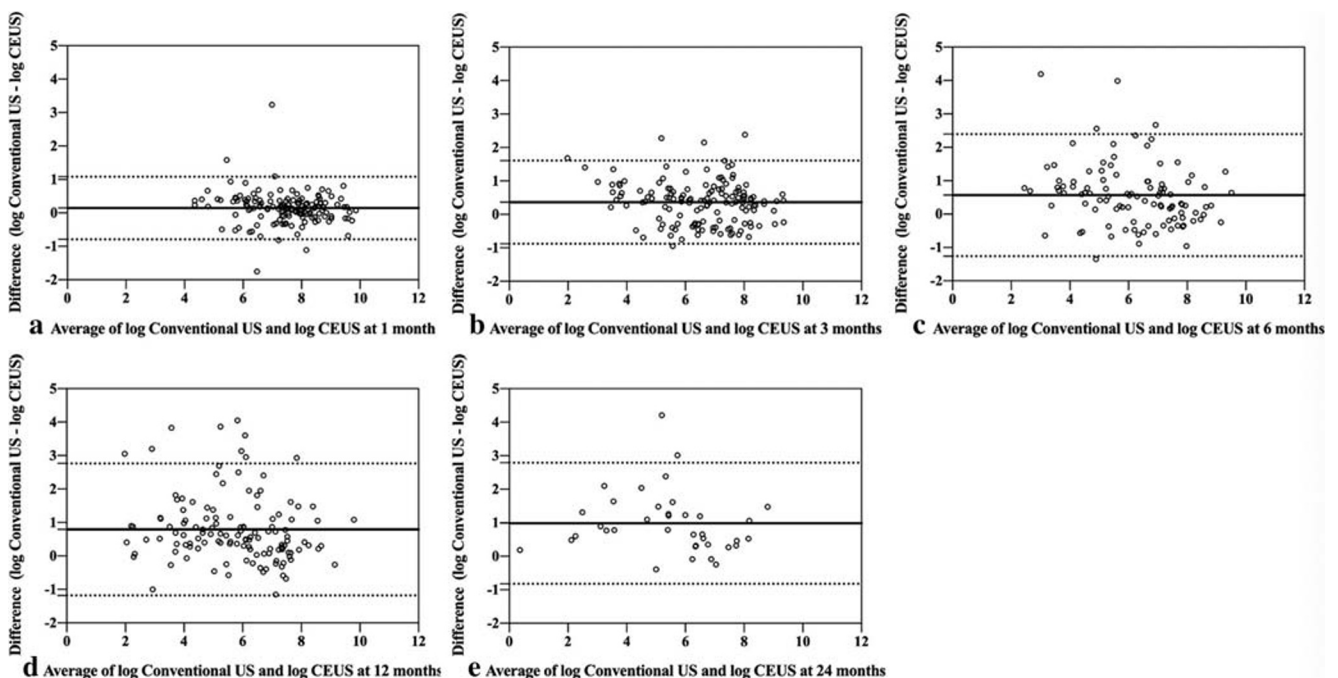 Difference (log Conventional US - log CEUS)
5
4
3
2
1
0
-1
-2
0 2 4 6 8 10 12
a Average of log Conventional US and log CEUS at 1 month
Difference (log Conventional US - log CEUS)
5
4
3
2
1
0
-1
-2
0 2 4 6 8 10 12
b Average of log Conventional US and log CEUS at 3 months
Difference (log Conventional US - log CEUS)
5
4
3
2
1
0
-1
-2
0 2 4 6 8 10 12
c Average of log Conventional US and log CEUS at 6 months
Difference (log Conventional US - log CEUS)
5
4
3
2
1
0
-1
-2
0 2 4 6 8 10 12
d Average of log Conventional US and log CEUS at 12 months
Difference (log Conventional US - log CEUS)
5
4
3
2
1
0
-1
-2
0 2 4 6 8 10 12
e Average of log Conventional US and log CEUS at 24 months